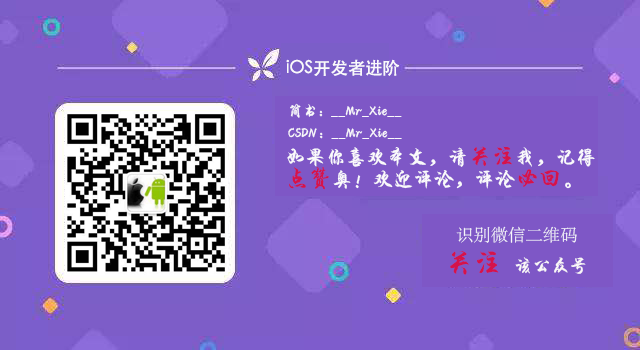 iOS开发者进阶
简书：__Mr_Xie__
CSDN：__Mr_Xie__
如果你喜欢本文，请关注我，记得
点赞奥！欢迎评论，评论必回。
识别微信二维码
关注 该公众号